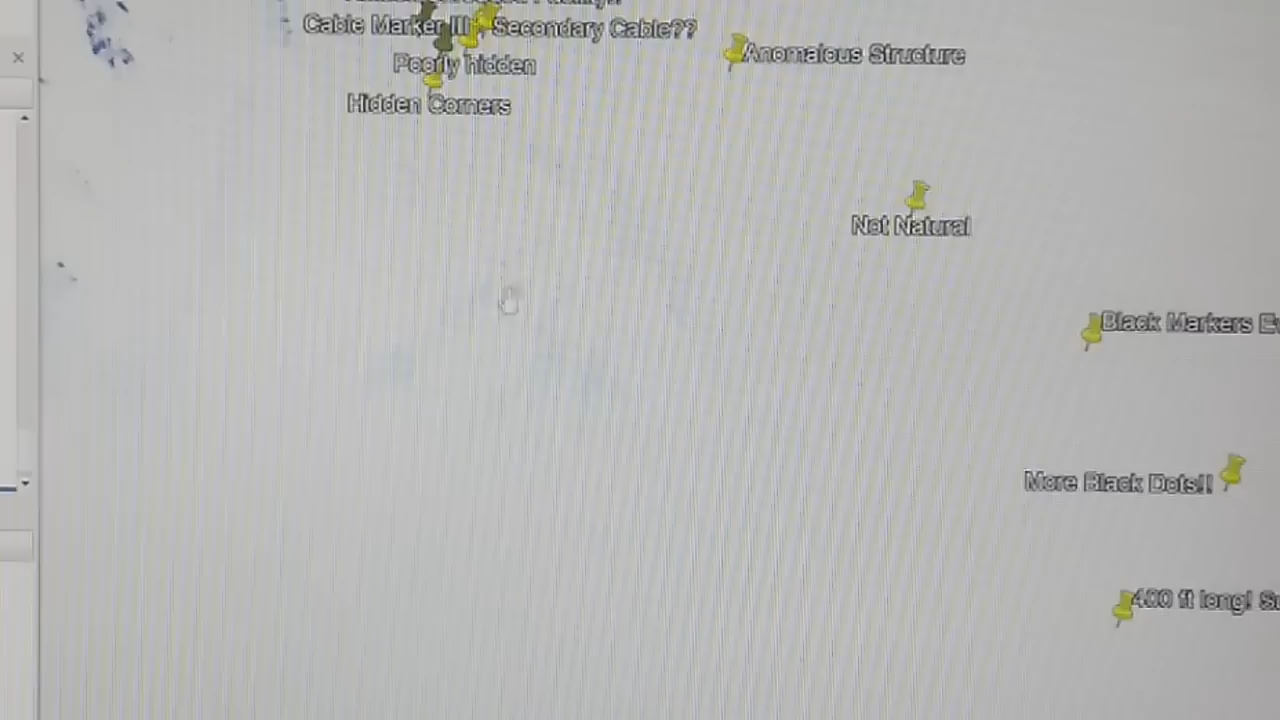 Cable Marker III
Secondary Cable??
Anomalous Structure
Poorly hidden
Hidden Corners
Not Natural
Black Markers
More Black Dots!!
400 ft long!